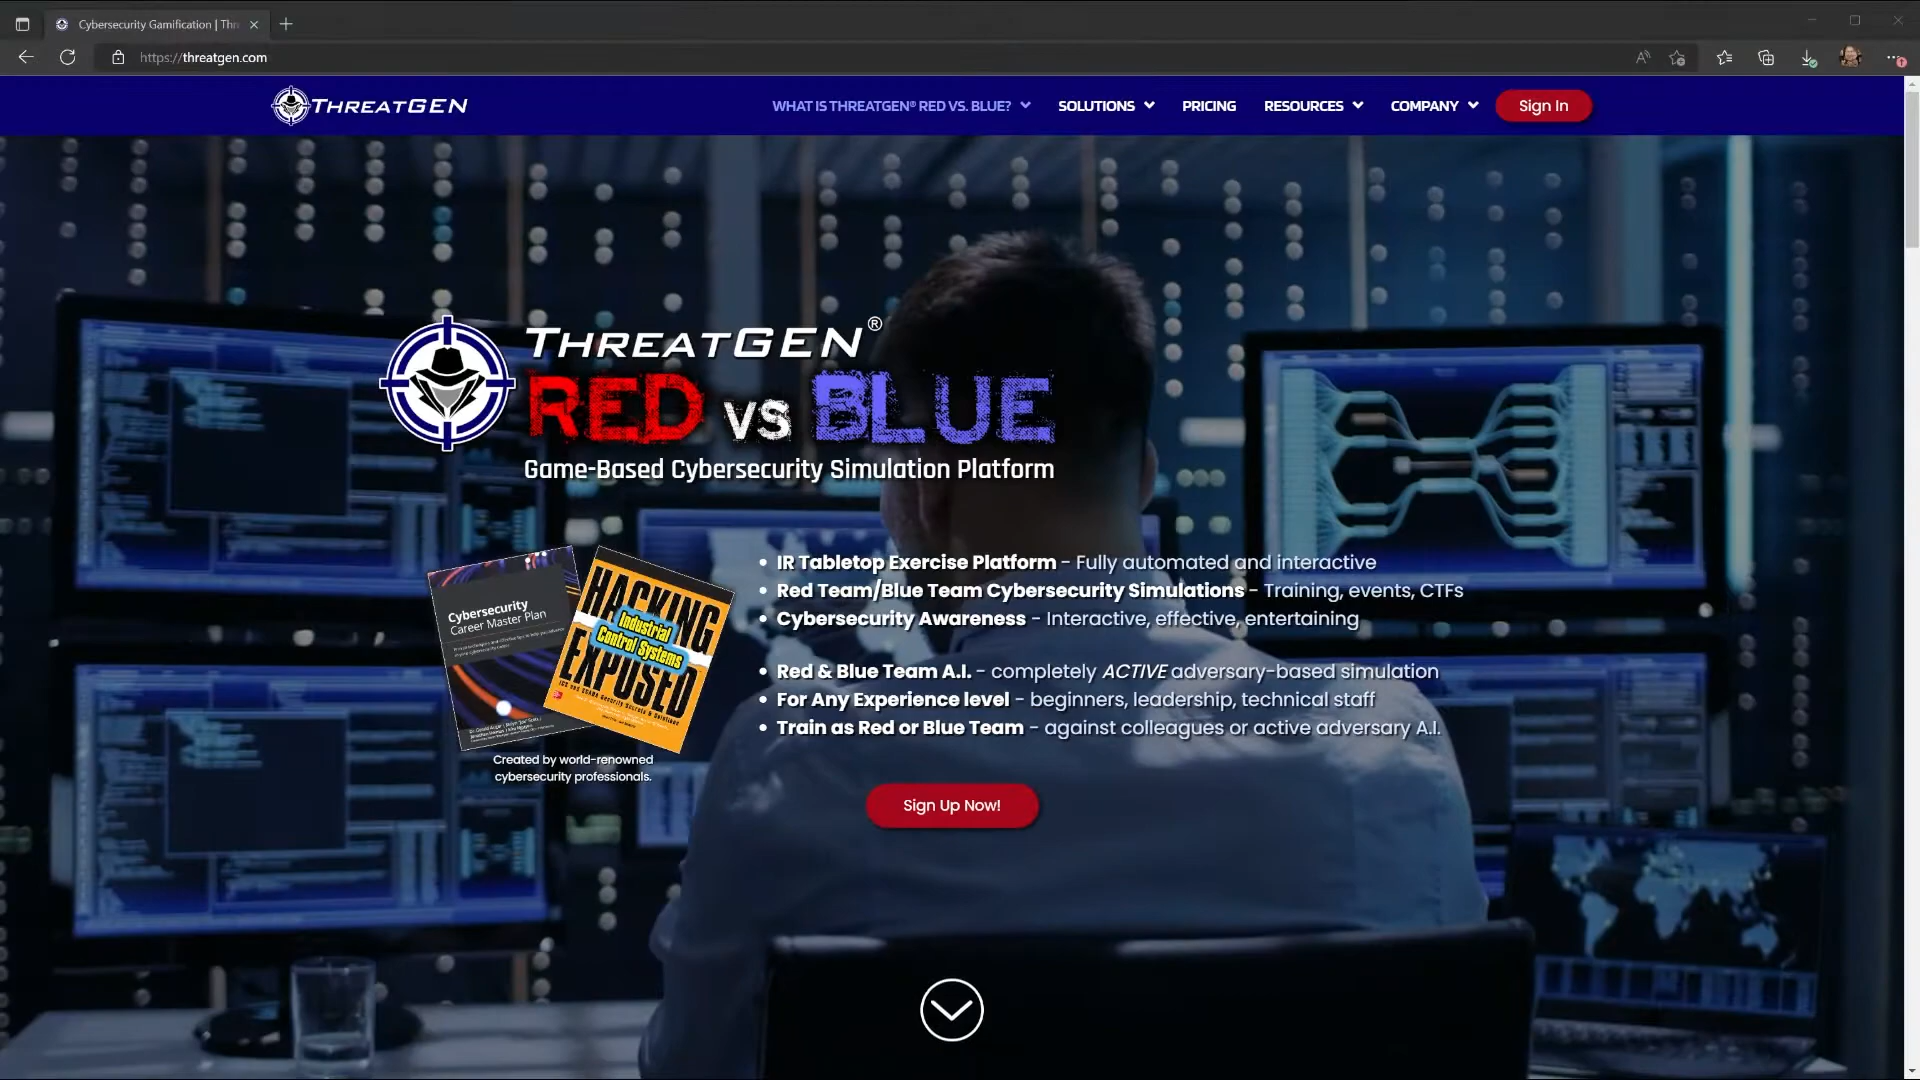 Cybersecurity Gamification | Thr
https://threatgen.com
THREATGEN
WHAT IS THREATGEN® RED VS. BLUE?
SOLUTIONS
PRICING
RESOURCES
COMPANY
Sign In
THREATGEN®
RED VS BLUE
Game-Based Cybersecurity Simulation Platform
Cybersecurity
Career Master Plan
HACKING
Industrial
Control Systems
EXPOSED
Created by world-renowned
cybersecurity professionals.
• IR Tabletop Exercise Platform - Fully automated and interactive
• Red Team/Blue Team Cybersecurity Simulations - Training, events, CTFs
• Cybersecurity Awareness - Interactive, effective, entertaining
• Red & Blue Team A.I. - completely ACTIVE adversary-based simulation
• For Any Experience level - beginners, leadership, technical staff
• Train as Red or Blue Team - against colleagues or active adversary A.I.
Sign Up Now!